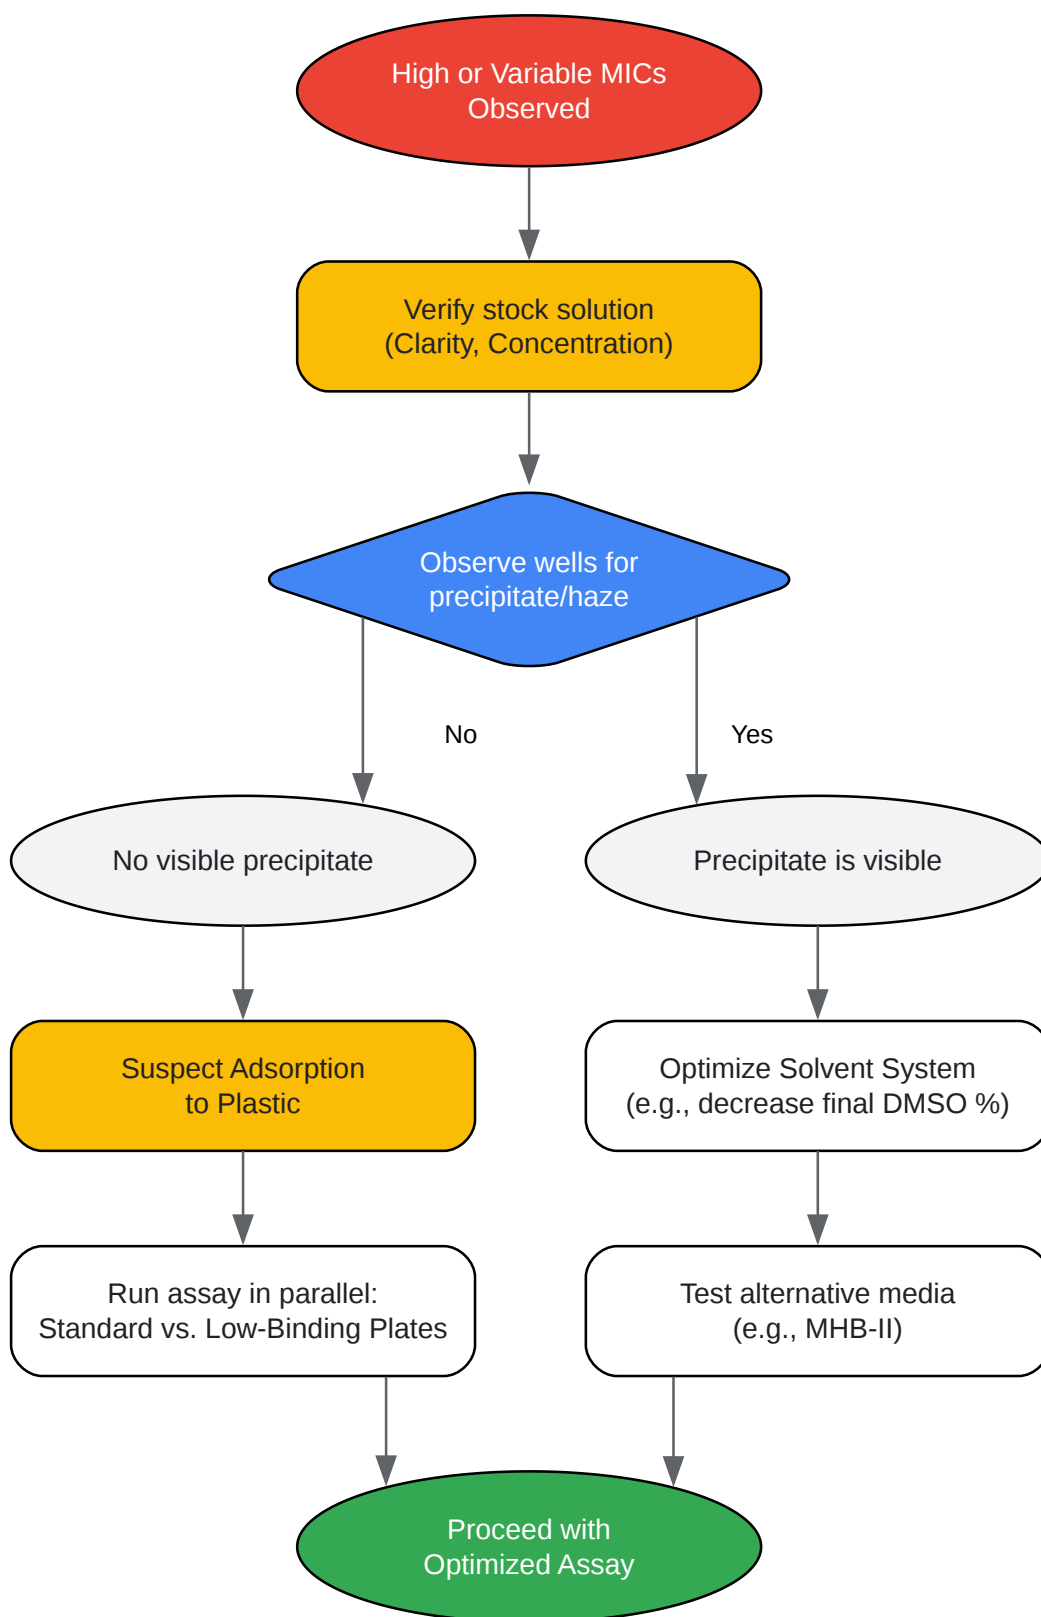 High or Variable MICs
Observed
Verify stock solution
(Clarity, Concentration)
Observe wells for
precipitate/haze
No
Yes
No visible precipitate
Precipitate is visible
Suspect Adsorption
to Plastic
Optimize Solvent System
(e.g., decrease final DMSO %)
Run assay in parallel:
Standard vs. Low-Binding Plates
Test alternative media
(e.g., MHB-II)
Proceed with
Optimized Assay